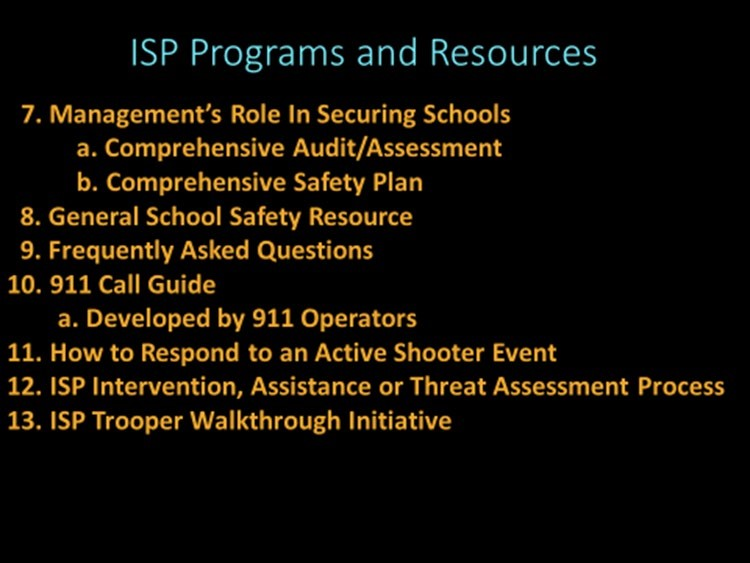 ISP Programs and Resources
7. Management’s Role In Securing Schools
a. Comprehensive Audit/Assessment
b. Comprehensive Safety Plan
8. General School Safety Resource
9. Frequently Asked Questions
10. 911 Call Guide
a. Developed by 911 Operators
11. How to Respond to an Active Shooter Event
12. ISP Intervention, Assistance or Threat Assessment Process
13. ISP Trooper Walkthrough Initiative